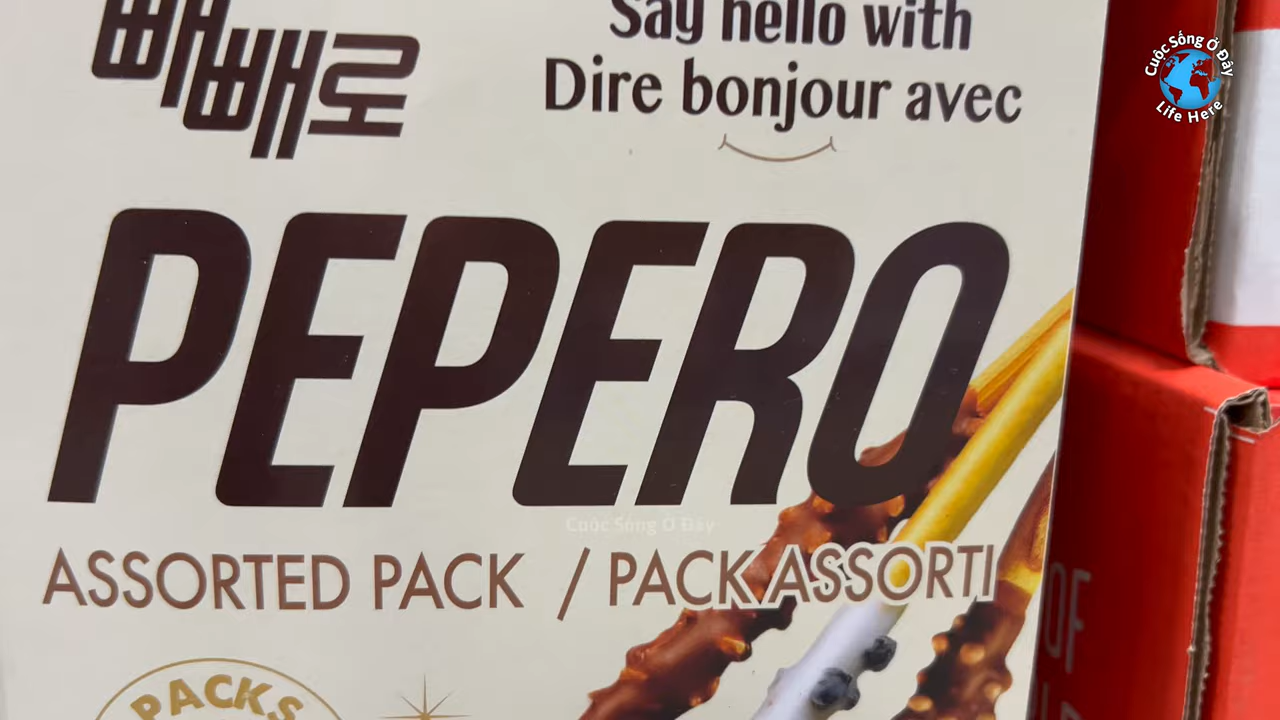 빼빼로
Say hello with
Dire bonjour avec
PEPERO
ASSORTED PACK / PACK ASSORTI
PACKS
Cuộc Sống Ở Đây
Life Here
Cuộc Sống Ở Đây
OF